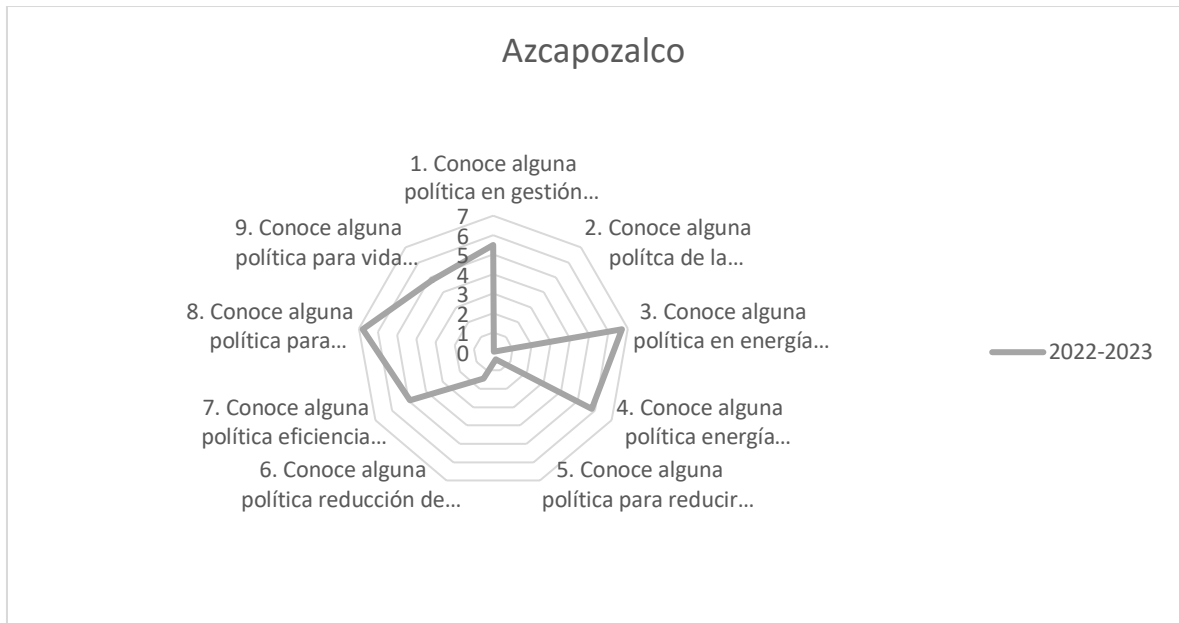 Azcapozalco
1. Conoce alguna
política en gestión...
2. Conoce alguna
polítca de la...
3. Conoce alguna
política en energía...
4. Conoce alguna
política energía...
5. Conoce alguna
política para reducir...
6. Conoce alguna
política reducción de...
7. Conoce alguna
política eficiencia...
8. Conoce alguna
política para...
9. Conoce alguna
política para vida...
7
6
5
4
3
2
1
0
2022-2023